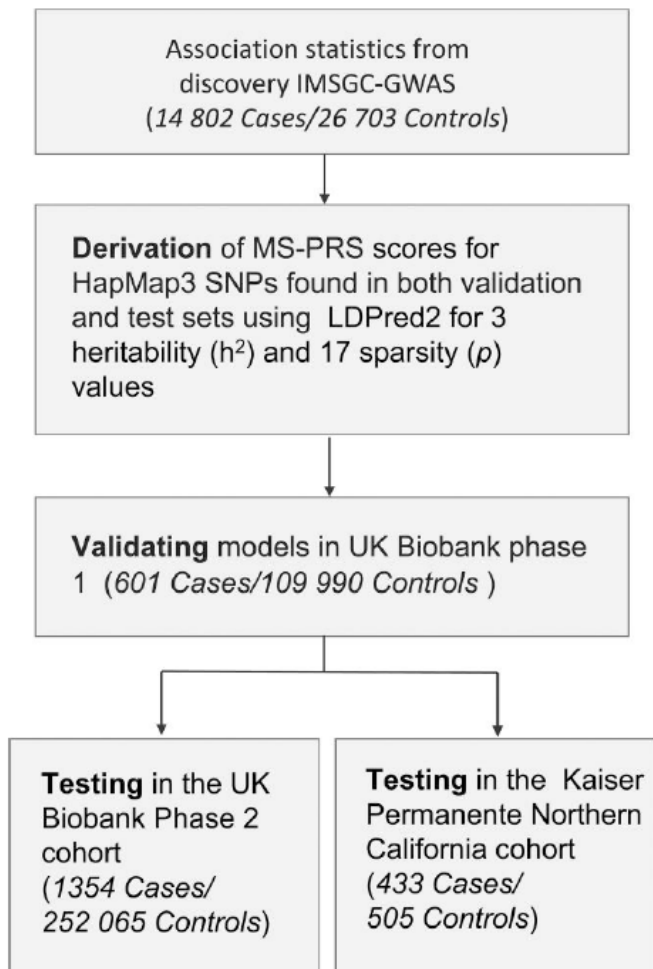 Association statistics from
discovery IMSGC-GWAS
(14 802 Cases/26 703 Controls)
Derivation of MS-PRS scores for
HapMap3 SNPs found in both validation
and test sets using LDPred2 for 3
heritability (h²) and 17 sparsity (p)
values
Validating models in UK Biobank phase
1 (601 Cases/109 990 Controls )
Testing in the UK
Biobank Phase 2
cohort
(1354 Cases/
252 065 Controls)
Testing in the Kaiser
Permanente Northern
California cohort
(433 Cases/
505 Controls)